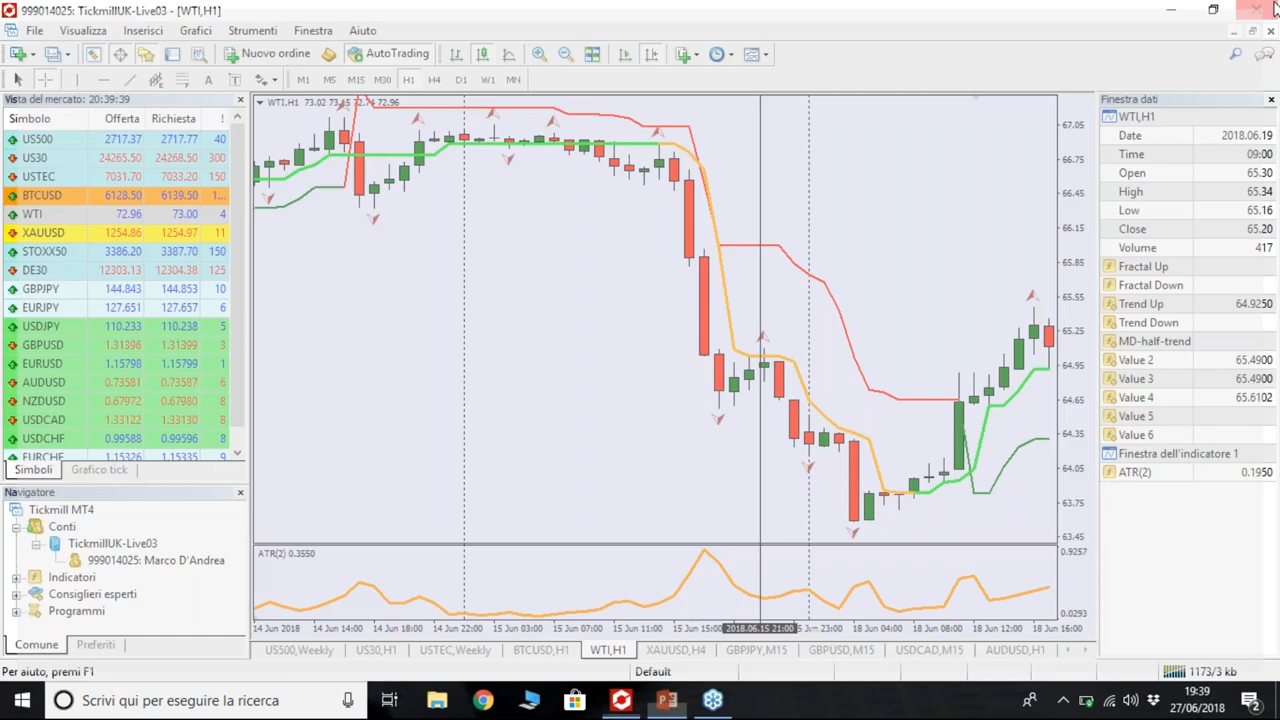 999014025: TickmillUK-Live03 - [WTI,H1]
File Visualizza Inserisci Grafici Strumenti Finestra Aiuto
Nuovo ordine AutoTrading
A T M1 M5 M15 M30 H1 H4 D1 W1 MN
Vista del mercato: 20:39:39
Simbolo Offerta Richiesta !
US500 2717.37 2717.77 40
US30 24265.50 24268.50 300
USTEC 7031.70 7033.20 150
BTCUSD 6128.50 6139.50 1...
WTI 72.96 73.00 4
XAUUSD 1254.86 1254.97 11
STOXX50 3386.20 3387.70 150
DE30 12303.13 12304.38 125
GBPJPY 144.843 144.853 10
EURJPY 127.651 127.657 6
USDJPY 110.233 110.238 5
GBPUSD 1.31396 1.31399 3
EURUSD 1.15798 1.15799 1
AUDUSD 0.73581 0.73587 6
NZDUSD 0.67972 0.67980 8
USDCAD 1.33122 1.33130 8
USDCHF 0.99588 0.99596 8
EURCHF 1.15326 1.15335 9
Simboli Grafico tick
Navigatore
Tickmill MT4
Conti
TickmillUK-Live03
999014025: Marco D'Andrea
Indicatori
Consiglieri esperti
Programmi
Comune Preferiti
WTI,H1 73.02 72.96
67.05
66.75
66.45
66.15
65.85
65.55
65.25
64.95
64.65
64.35
64.05
63.75
63.45
ATR(2) 0.3550
0.9257
0.0293
14 Jun 2018 14 Jun 14:00 14 Jun 18:00 14 Jun 22:00 15 Jun 03:00 15 Jun 07:00 15 Jun 11:00 15 Jun 15:00 2018.06.15 21:00 23:00 18 Jun 04:00 18 Jun 08:00 18 Jun 12:00 18 Jun 16:00
US500,Weekly US30,H1 USTEC,Weekly BTCUSD,H1 WTI,H1 XAUUSD,H4 GBPJPY,M15 GBPUSD,M15 USDCAD,M15 AUDUSD,H1
Finestra dati
WTI,H1
Date 2018.06.19
Time 09:00
Open 65.30
High 65.34
Low 65.16
Close 65.20
Volume 417
Fractal Up
Fractal Down
Trend Up 64.9250
Trend Down
MD-half-trend
Value 2 65.4900
Value 3 65.4900
Value 4 65.6102
Value 5
Value 6
Finestra dell'indicatore 1
ATR(2) 0.1950
Per aiuto, premi F1 Default 1173/3 kb
Scrivi qui per eseguire la ricerca
19:39
27/06/2018
2